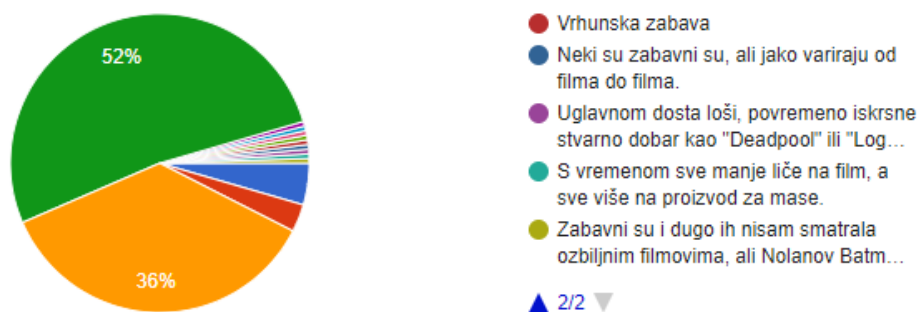 52%
36%
Vrhunska zabava
Neki su zabavni su, ali jako variraju od
filma do filma.
Uglavnom dosta loši, povremeno iskrsne
stvarno dobar kao "Deadpool" ili "Log...
S vremenom sve manje liče na film, a
sve više na proizvod za mase.
Zabavni su i dugo ih nisam smatrala
ozbiljnim filmovima, ali Nolanov Batm...
2/2